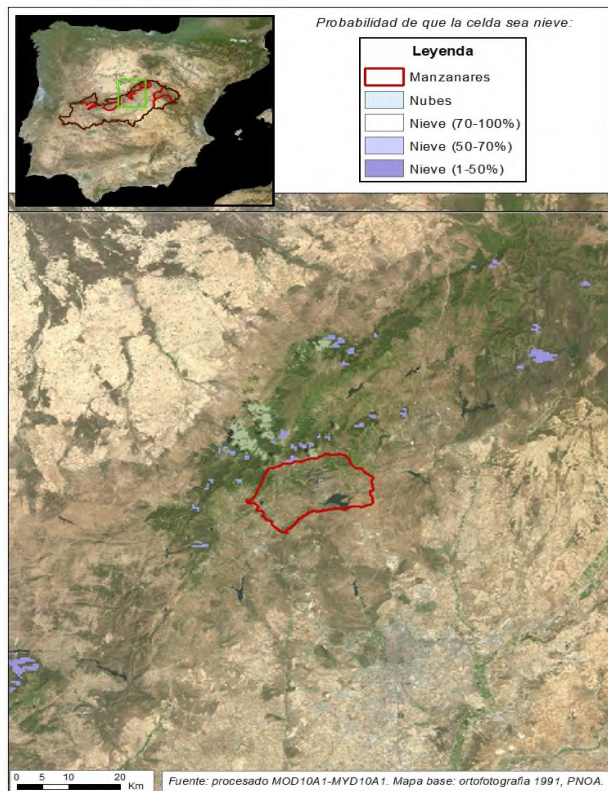 Probabilidad de que la celda sea nieve:
Leyenda
Manzanares
Nubes
Nieve (70-100%)
Nieve (50-70%)
Nieve (1-50%)
0 5 10 20
Km
Fuente: procesado MOD10A1-MYD10A1. Mapa base: ortofotografia 1991, PNOA.